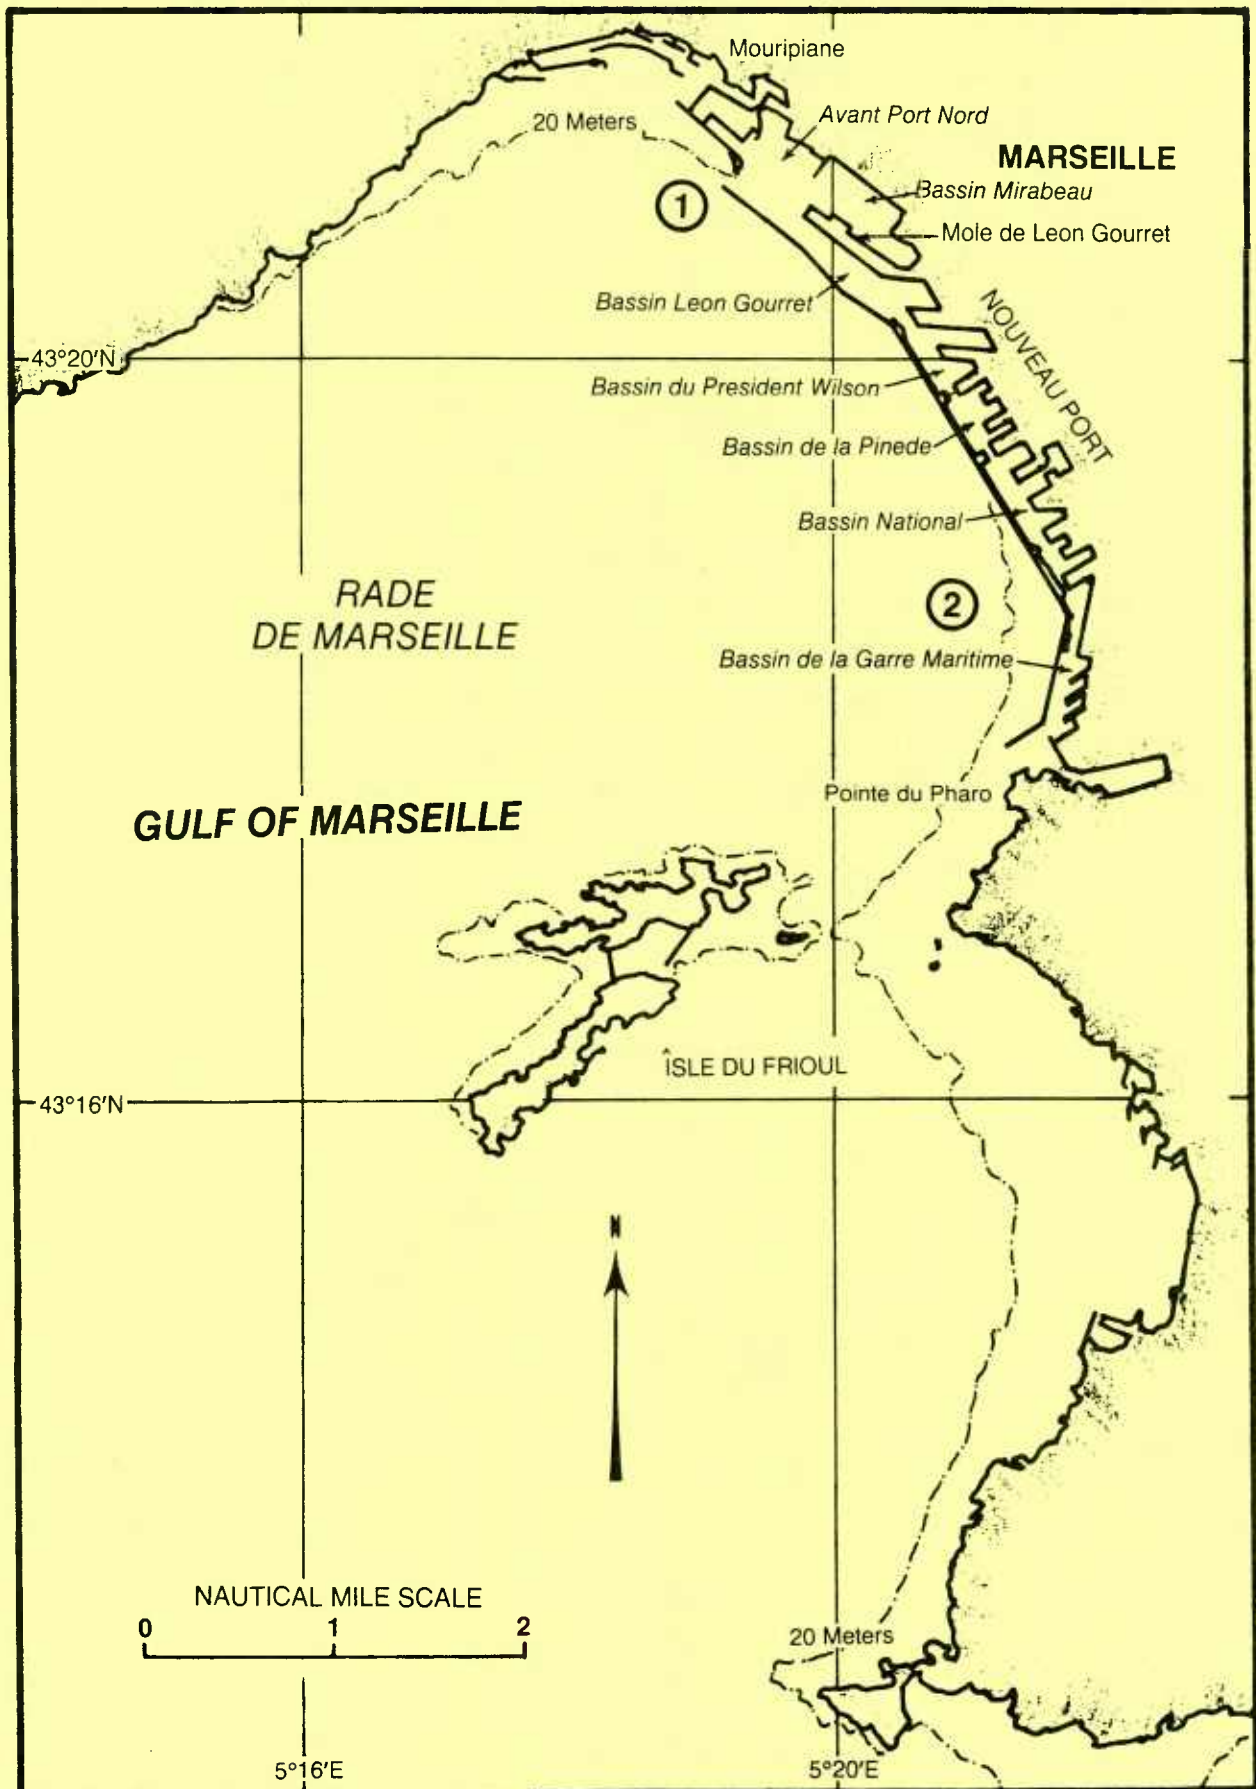 Mouripiane
Avant Port Nord
20 Meters
MARSEILLE
Bassin Mirabeau
1
Mole de Leon Gourret
Bassin Leon Gourret
NOUVEAU PORT
43°20'N
Bassin du President Wilson
Bassin de la Pinede
Bassin National
RADE
DE MARSEILLE
2
Bassin de la Garre Maritime
Pointe du Pharo
GULF OF MARSEILLE
ÎSLE DU FRIOUL
43°16'N
N
NAUTICAL MILE SCALE
0 1 2
20 Meters
5°16'E
5°20'E